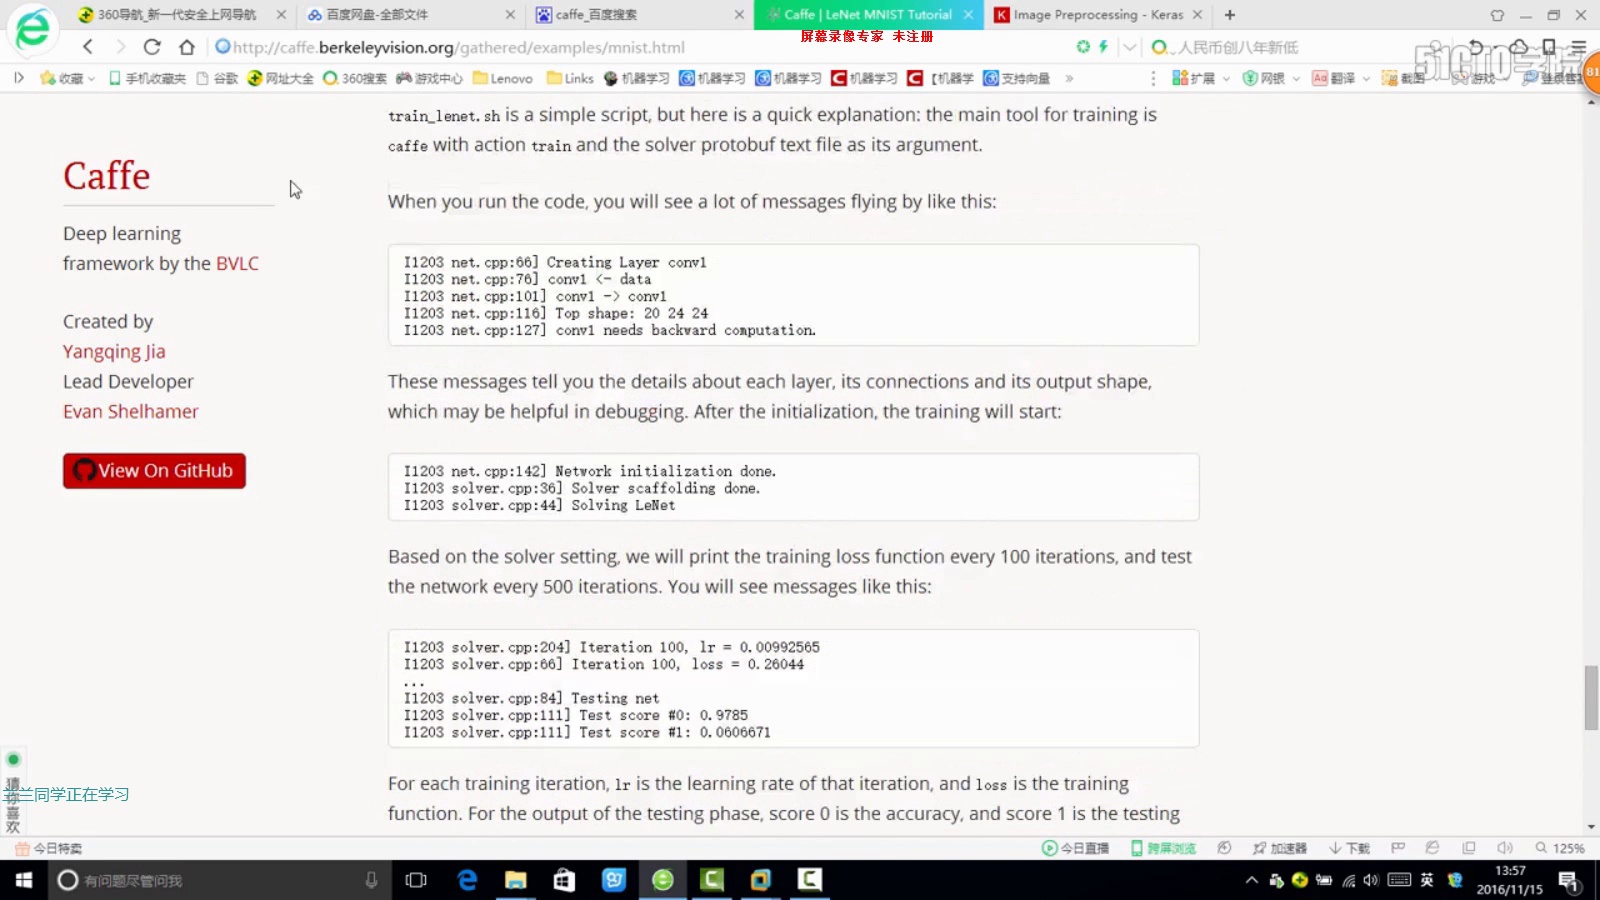 360导航_新一代安全上网导航
百度网盘-全部文件
caffe_百度搜索
Caffe | LeNet MNIST Tutorial
Image Preprocessing - Keras
屏幕录像专家 未注册
http://caffe.berkeleyvision.org/gathered/examples/mnist.html
人民币创八年新低
51CTO学院
收藏 手机收藏夹 谷歌 网址大全 360搜索 游戏中心 Lenovo Links 机器学习 机器学习 机器学习 机器学习 【机器学 支持向量 » 扩展 网银 翻译 截图 游戏
81
train_lenet.sh is a simple script, but here is a quick explanation: the main tool for training is
caffe with action train and the solver protobuf text file as its argument.
Caffe
When you run the code, you will see a lot of messages flying by like this:
Deep learning
framework by the BVLC
I1203 net.cpp:66] Creating Layer conv1
I1203 net.cpp:76] conv1 <- data
I1203 net.cpp:101] conv1 -> conv1
I1203 net.cpp:116] Top shape: 20 24 24
I1203 net.cpp:127] conv1 needs backward computation.
Created by
Yangqing Jia
Lead Developer
Evan Shelhamer
View On GitHub
These messages tell you the details about each layer, its connections and its output shape,
which may be helpful in debugging. After the initialization, the training will start:
I1203 net.cpp:142] Network initialization done.
I1203 solver.cpp:36] Solver scaffolding done.
I1203 solver.cpp:44] Solving LeNet
Based on the solver setting, we will print the training loss function every 100 iterations, and test
the network every 500 iterations. You will see messages like this:
I1203 solver.cpp:204] Iteration 100, lr = 0.00992565
I1203 solver.cpp:66] Iteration 100, loss = 0.26044
...
I1203 solver.cpp:84] Testing net
I1203 solver.cpp:111] Test score #0: 0.9785
I1203 solver.cpp:111] Test score #1: 0.0606671
For each training iteration, lr is the learning rate of that iteration, and loss is the training
function. For the output of the testing phase, score 0 is the accuracy, and score 1 is the testing
猜你喜欢
兰同学正在学习
今日特卖
今日直播 跨屏浏览 加速器 下载 125%
有问题尽管问我
英
13:57
2016/11/15
1